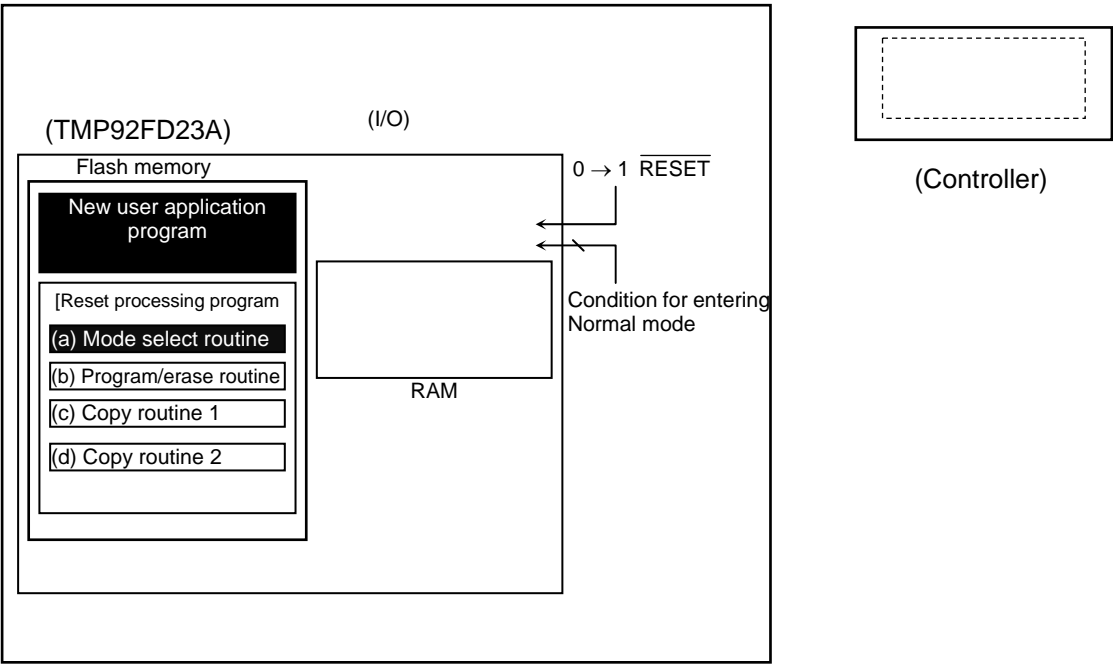 (TMP92FD23A)
(I/O)
Flash memory
New user application
program
[Reset processing program
(a) Mode select routine
(b) Program/erase routine
(c) Copy routine 1
(d) Copy routine 2
RAM
0 → 1 RESET
Condition for entering
Normal mode
(Controller)